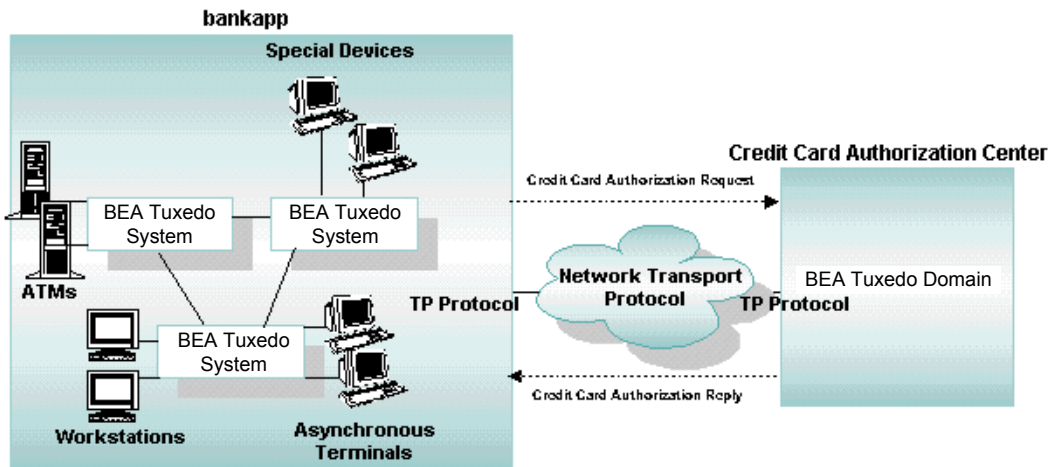 bankapp
Special Devices
Credit Card Authorization Center
Credit Card Authorization Request
BEA Tuxedo
System
BEA Tuxedo
System
ATMs
Network Transport
Protocol
BEA Tuxedo Domain
TP Protocol
TP Protocol
BEA Tuxedo
System
Credit Card Authorization Reply
Workstations
Asynchronous
Terminals